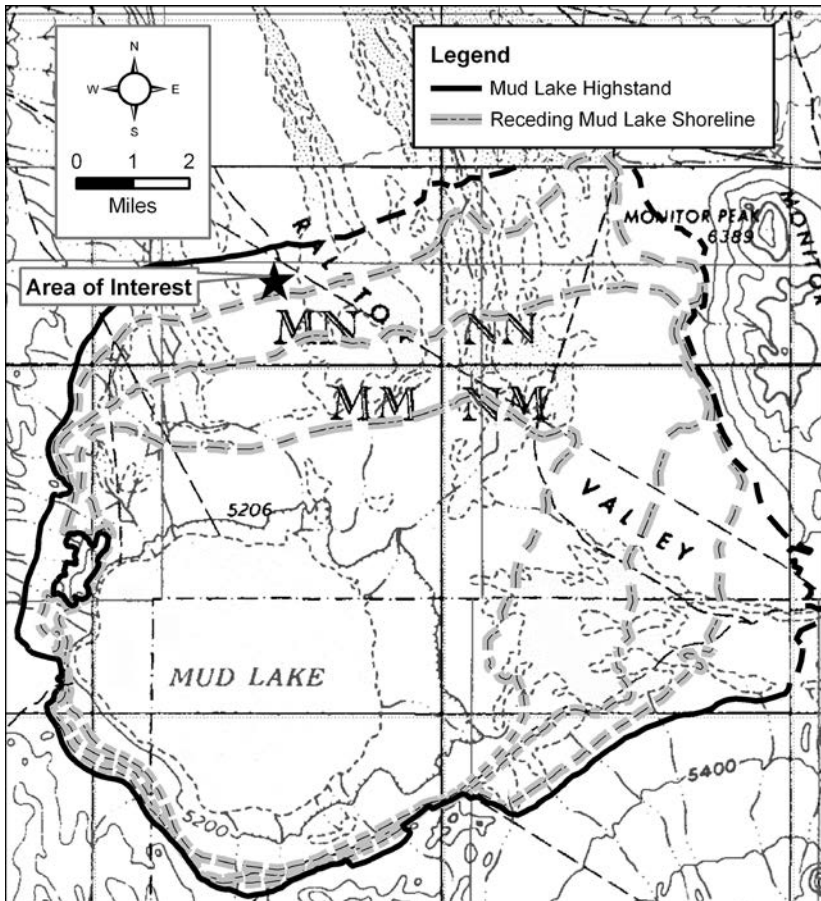 N
W E
S
0 1 2
Miles
Legend
Mud Lake Highstand
Receding Mud Lake Shoreline
MONITOR PEAK
6389
MONITOR
Area of Interest
MN NN
MM NM
5206
VALLEY
MUD LAKE
5400
5200